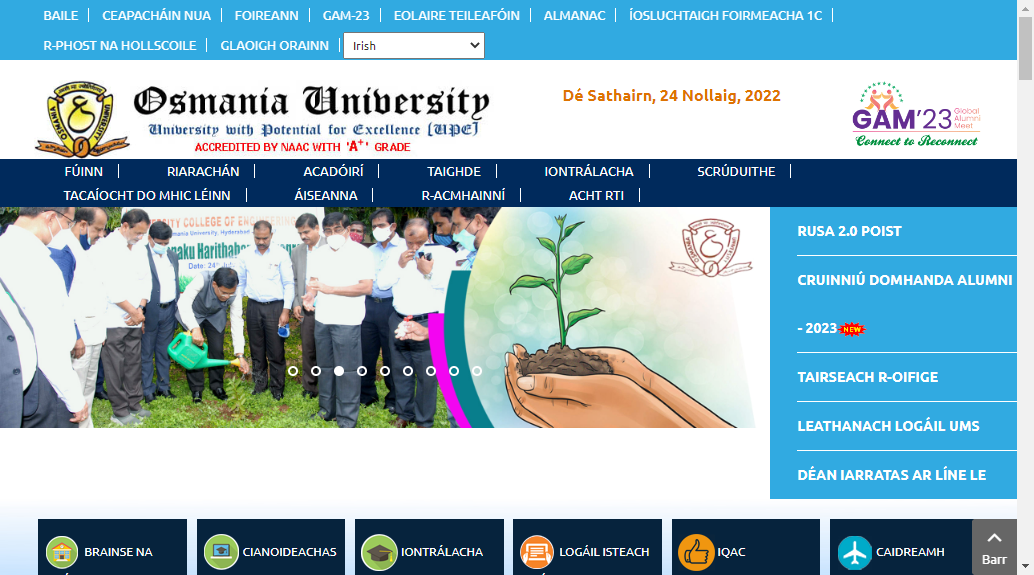 BAILE CEAPACHÁIN NUA FOIREANN GAM-23 EOLAIRE TEILEAFÓIN ALMANAC ÍOSLUCHTAIGH FOIRMEACHA 1C
R-PHOST NA HOLLSCOILE GLAOIGH ORAINN Irish
Osmania University
University with Potential for Excellence (UPE)
ACCREDITED BY NAAC WITH 'A+' GRADE
Dé Sathairn, 24 Nollaig, 2022
GAM'23 Global Alumni Meet
Connect to Reconnect
FÚINN RIARACHÁN ACADÓIRÍ TAIGHDE IONTRÁLACHA SCRÚDUITHE
TACAÍOCHT DO MHIC LÉINN ÁISEANNA R-ACMHAINNÍ ACHT RTI
COLLEGE OF ENGINEERING
Osmania University, Hyderabad
Date: 24th
RUSA 2.0 POIST
CRUINNIÚ DOMHANDA ALUMNI
- 2023 NEW
TAIRSEACH R-OIFIGE
LEATHANACH LOGÁIL UMS
DÉAN IARRATAS AR LÍNE LE
BRAINSE NA CIANOIDEACHAS IONTRÁLACHA LOGÁIL ISTEACH IQAC CAIDREAMH
Barr